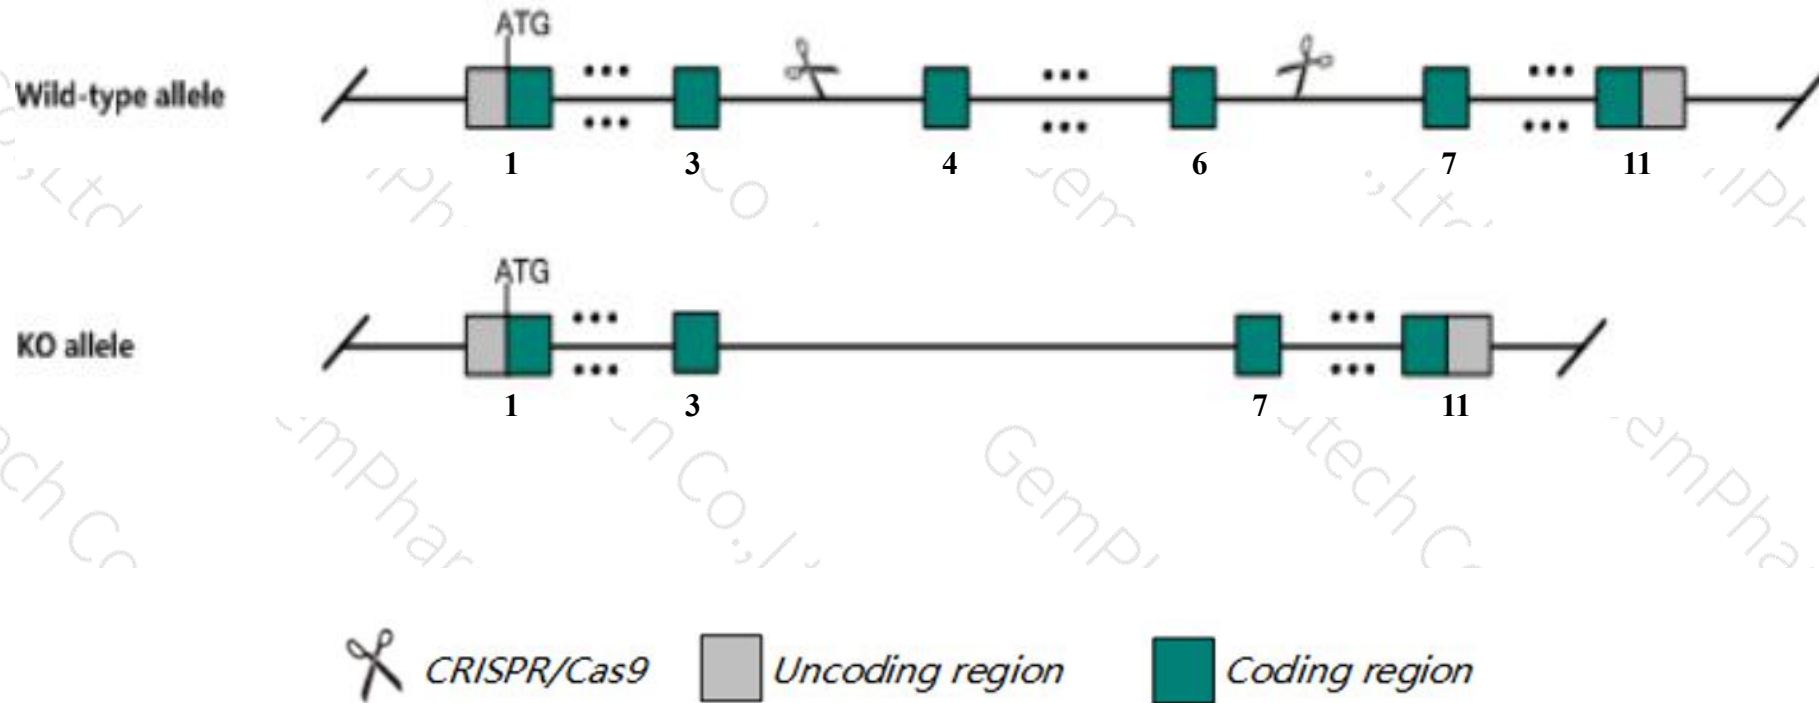 ATG
Wild-type allele
1 3 4 6 7 11
ATG
KO allele
1 3 7 11
CRISPR/Cas9 Uncoding region Coding region
GemPh